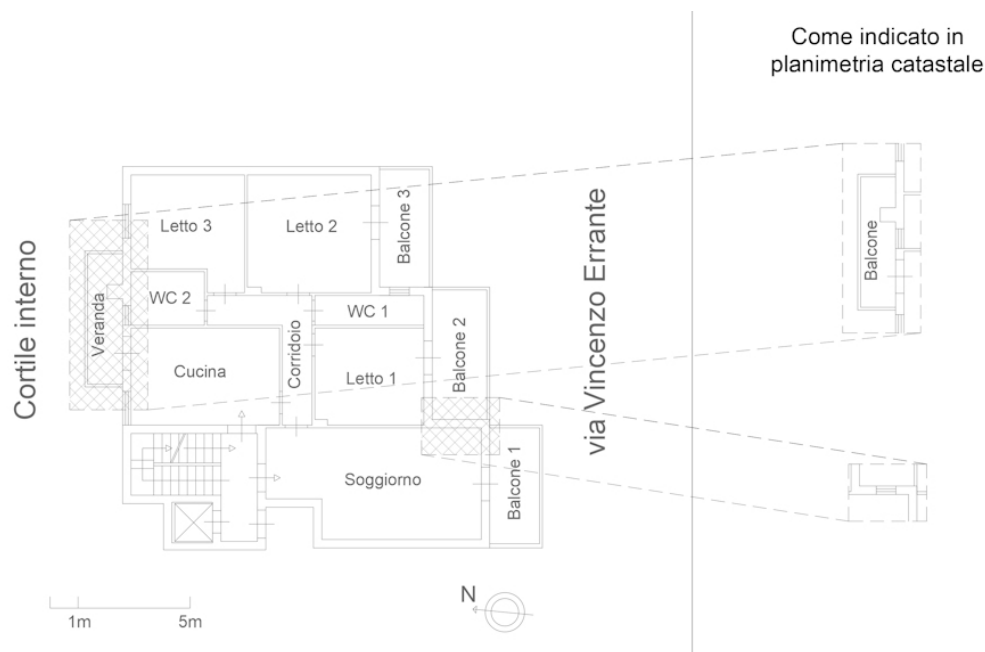 Come indicato in
planimetria catastale
Cortile interno
Veranda
Letto 3
Letto 2
Balcone 3
WC 2
WC 1
Cucina
Corridoio
Letto 1
Balcone 2
Soggiorno
Balcone 1
via Vincenzo Errante
Balcone
N
1m
5m